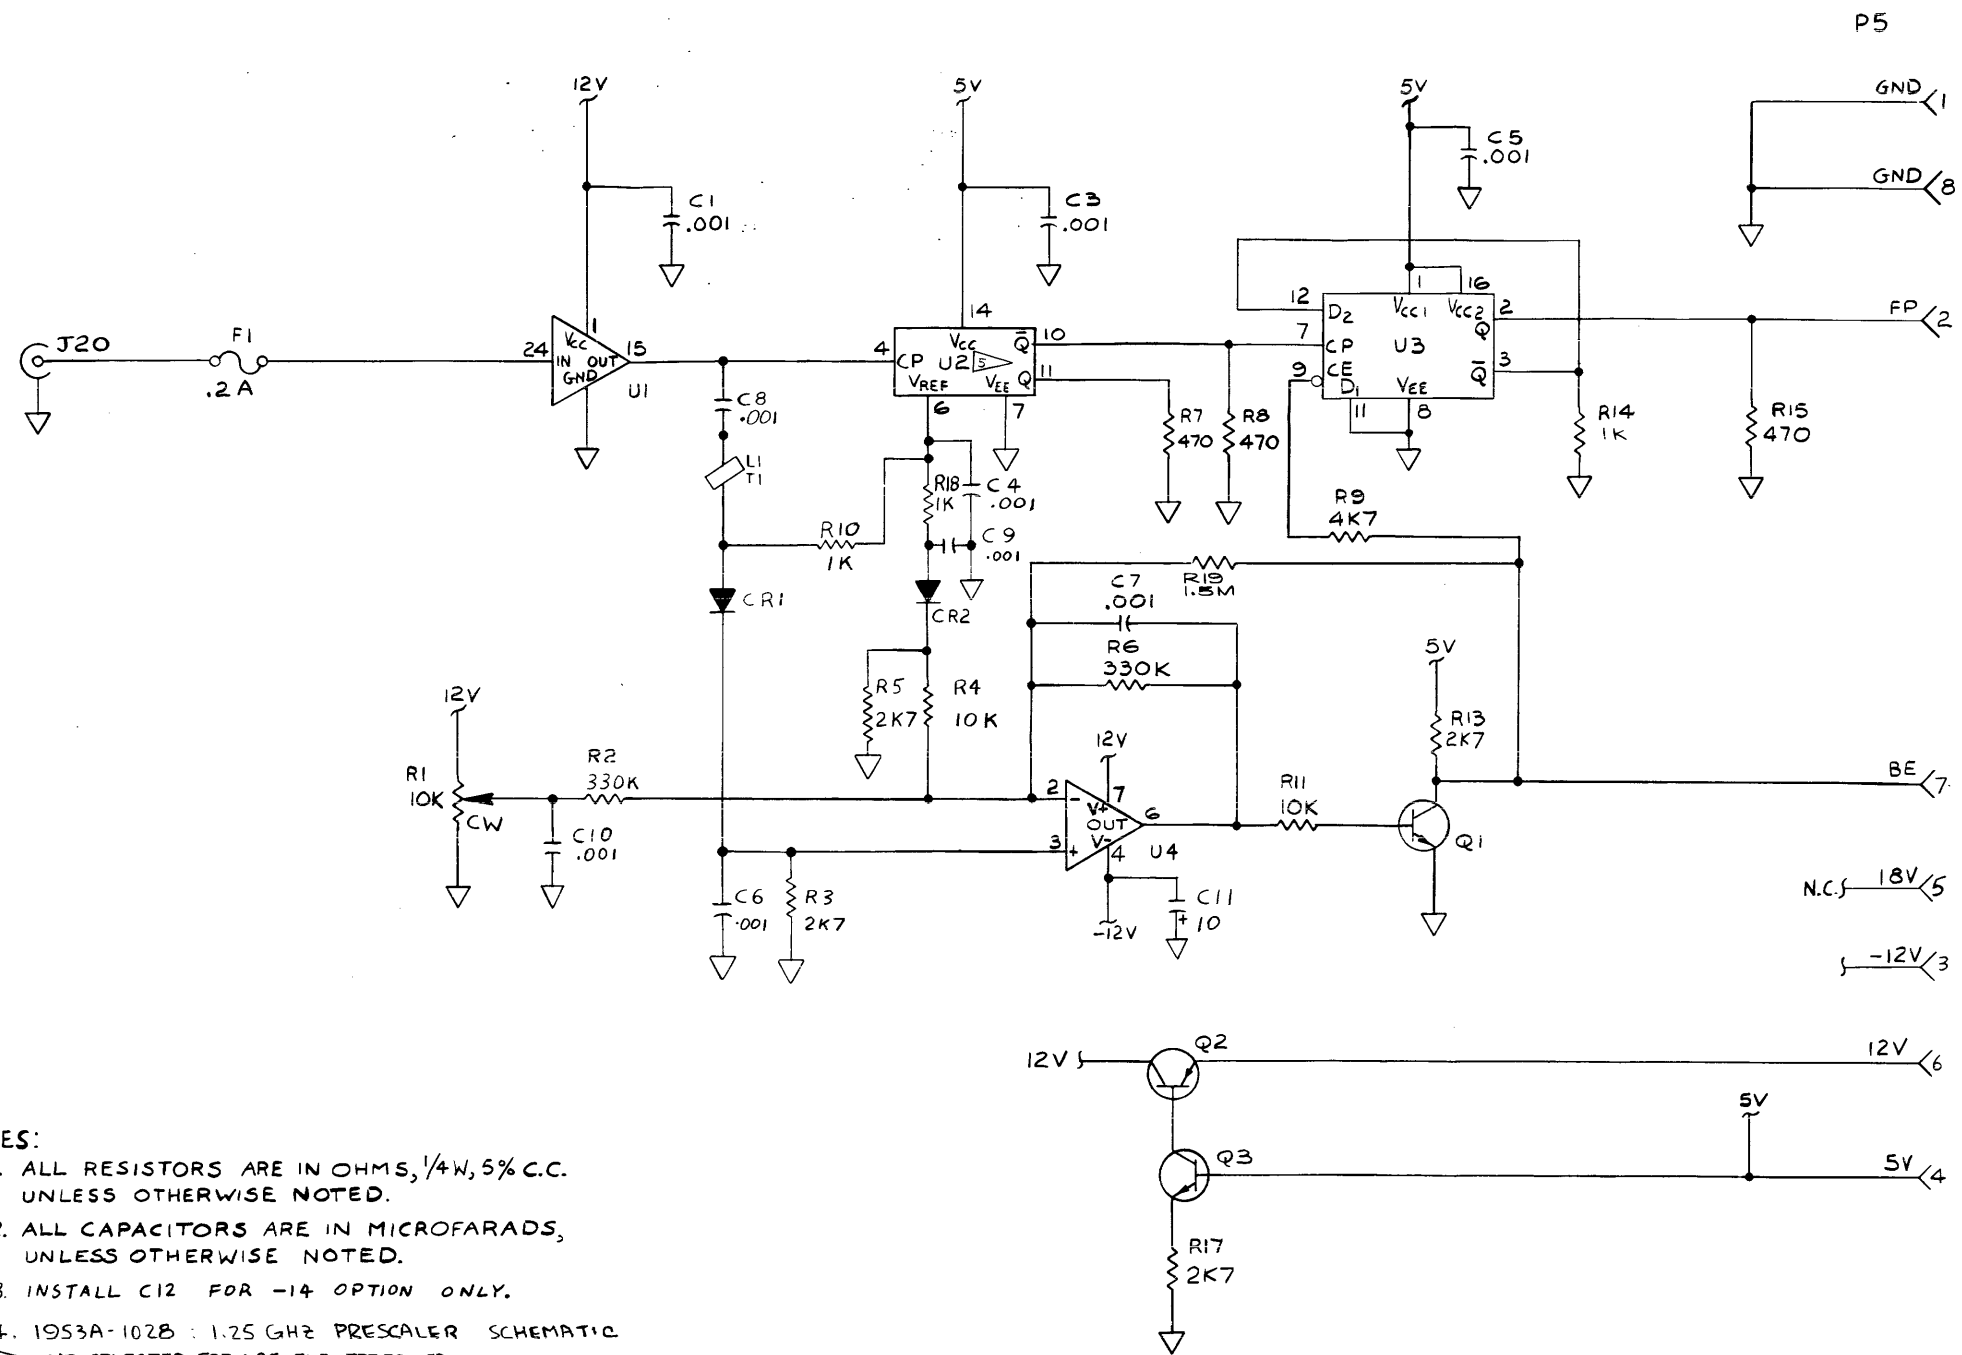 P5
12V
5V
5V
GND
1
GND
8
C1
.001
C3
.001
C5
.001
J20
F1
.2A
24
IN
VCC
1
OUT
GND
15
U1
4
CP
VCC
14
U2
5
VREF
VEE
Q̅
Q
10
11
6
7
12
7
9
D2
CP
CE
D1
VCC1
VCC2
1
16
U3
VEE
Q
Q̅
2
3
11
8
FP
2
C8
.001
L1
T1
R18
1K
C4
.001
R7
470
R8
470
R14
1K
R15
470
R10
1K
C9
.001
R9
4K7
CR1
CR2
R19
1.5M
C7
.001
R6
330K
5V
12V
R5
2K7
R4
10K
R13
2K7
R1
10K
CW
R2
330K
12V
2
-
7
V+
OUT
V-
6
3
+
4
U4
R11
10K
Q1
BE
7
C10
.001
C6
.001
R3
2K7
-12V
C11
+
10
N.C.
18V
5
-12V
3
12V
Q2
12V
6
5V
Q3
5V
4
R17
2K7
ES:
. ALL RESISTORS ARE IN OHMS, 1/4W, 5% C.C.
UNLESS OTHERWISE NOTED.
2. ALL CAPACITORS ARE IN MICROFARADS,
UNLESS OTHERWISE NOTED.
3. INSTALL C12 FOR -14 OPTION ONLY.
4. 1953A-1028 : 1.25 GHZ PRESCALER SCHEMATIC